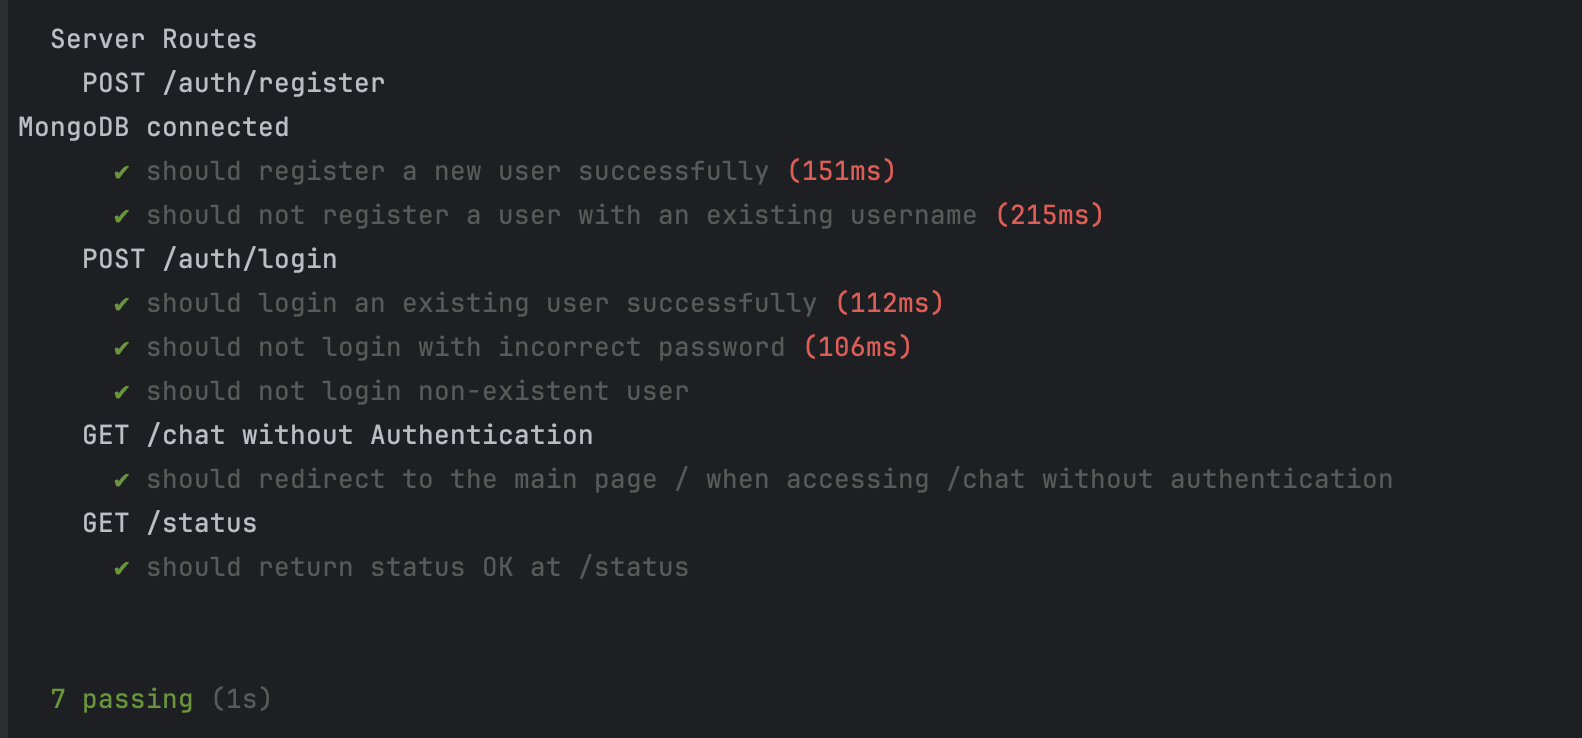 Server Routes
POST /auth/register
MongoDB connected
✔ should register a new user successfully (151ms)
✔ should not register a user with an existing username (215ms)
POST /auth/login
✔ should login an existing user successfully (112ms)
✔ should not login with incorrect password (106ms)
✔ should not login non-existent user
GET /chat without Authentication
✔ should redirect to the main page / when accessing /chat without authentication
GET /status
✔ should return status OK at /status
7 passing (1s)